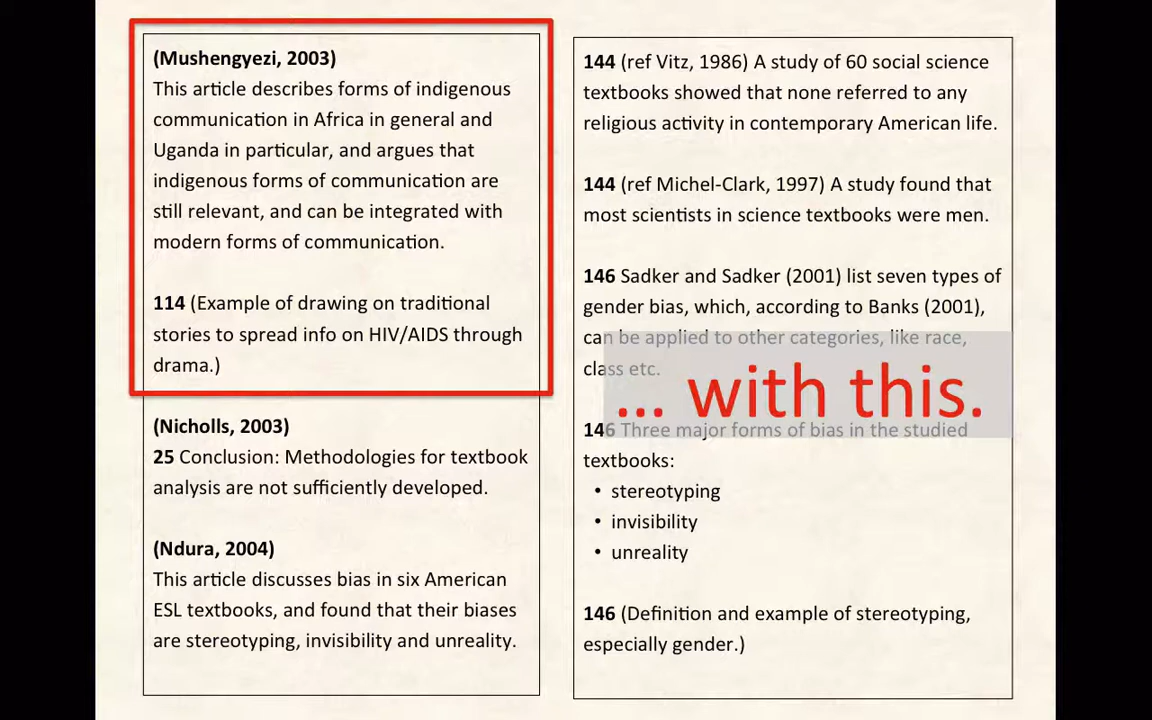 (Mushengyezi, 2003)
This article describes forms of indigenous
communication in Africa in general and
Uganda in particular, and argues that
indigenous forms of communication are
still relevant, and can be integrated with
modern forms of communication.
114 (Example of drawing on traditional
stories to spread info on HIV/AIDS through
drama.)
(Nicholls, 2003)
25 Conclusion: Methodologies for textbook
analysis are not sufficiently developed.
(Ndura, 2004)
This article discusses bias in six American
ESL textbooks, and found that their biases
are stereotyping, invisibility and unreality.
144 (ref Vitz, 1986) A study of 60 social science
textbooks showed that none referred to any
religious activity in contemporary American life.
144 (ref Michel-Clark, 1997) A study found that
most scientists in science textbooks were men.
146 Sadker and Sadker (2001) list seven types of
gender bias, which, according to Banks (2001),
can be applied to other categories, like race,
class etc.
... with this.
146 Three major forms of bias in the studied
textbooks:
• stereotyping
• invisibility
• unreality
146 (Definition and example of stereotyping,
especially gender.)